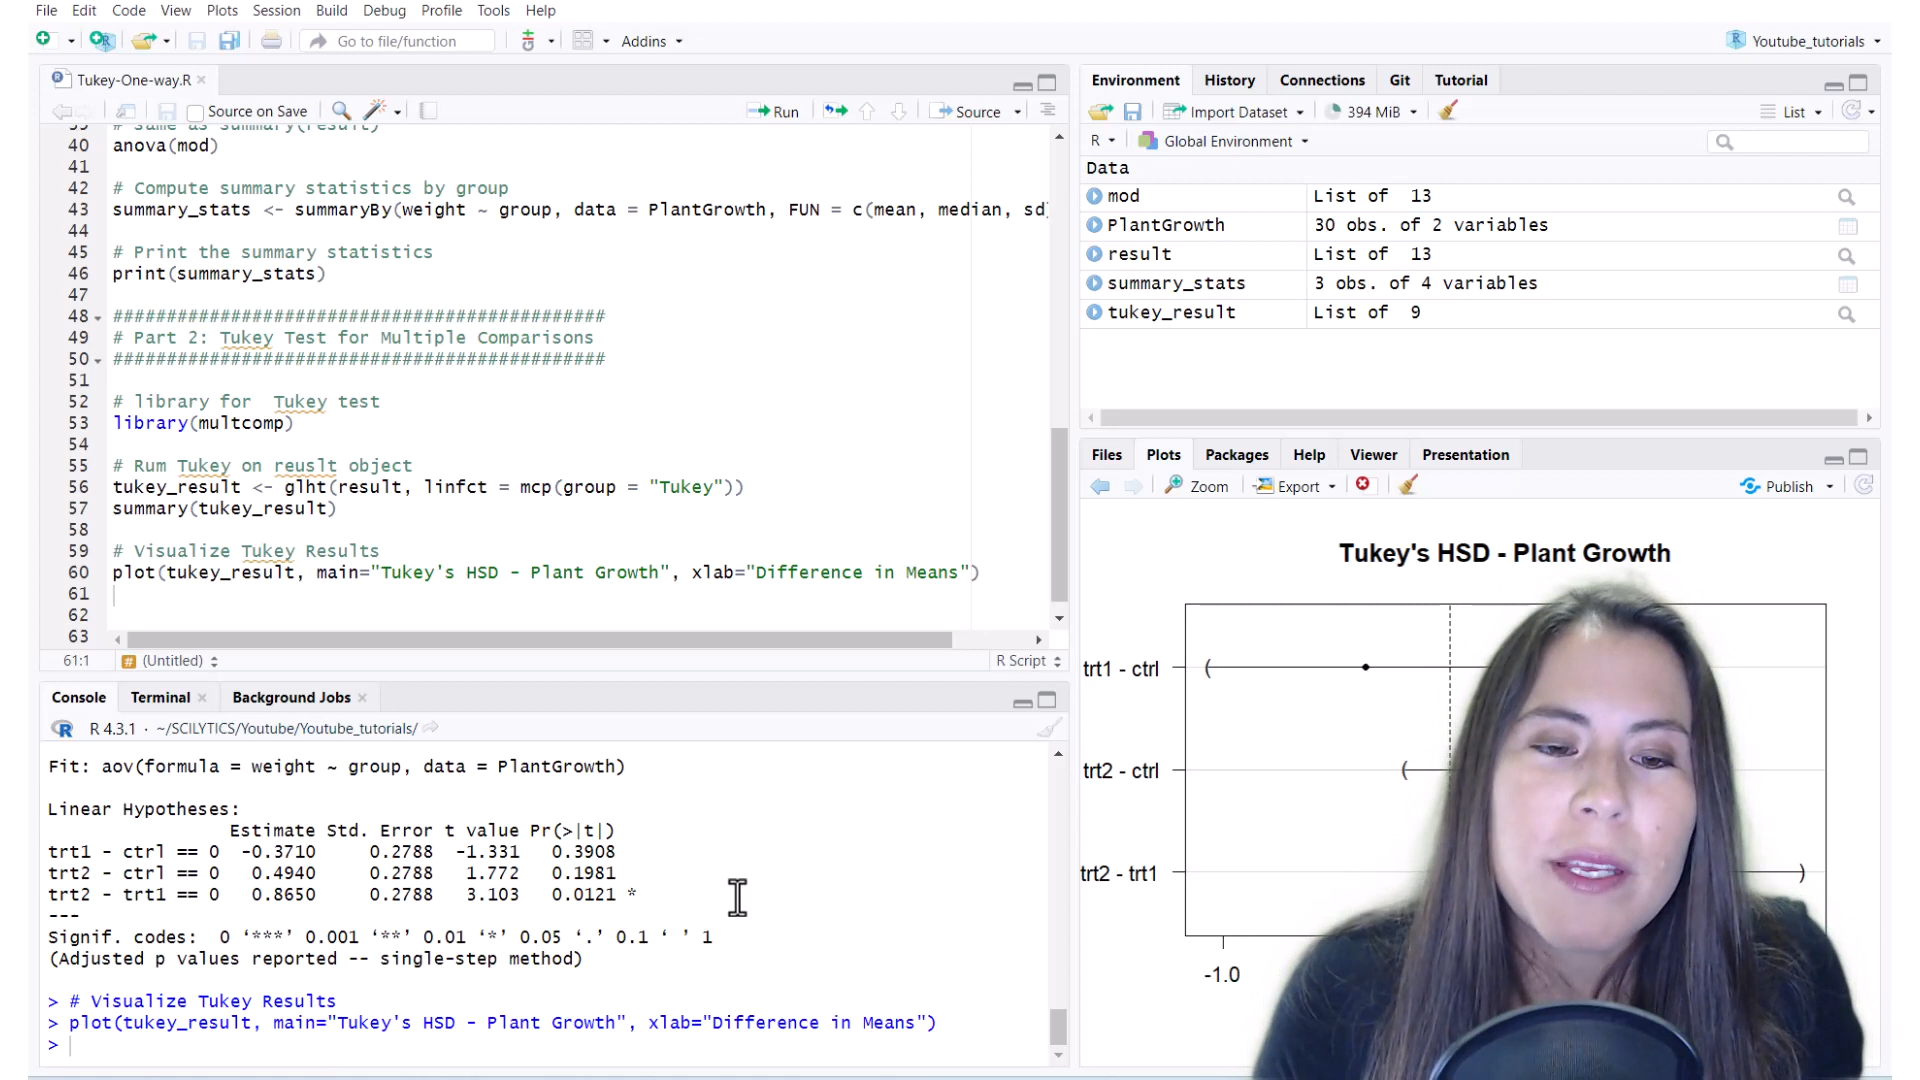 File Edit Code View Plots Session Build Debug Profile Tools Help
Go to file/function Addins Youtube_tutorials
Tukey-One-way.R
Source on Save Run Source
39 # same as summary(result)
40 anova(mod)
41
42 # Compute summary statistics by group
43 summary_stats <- summaryBy(weight ~ group, data = PlantGrowth, FUN = c(mean, median, sd
44
45 # Print the summary statistics
46 print(summary_stats)
47
48 ##############################################
49 # Part 2: Tukey Test for Multiple Comparisons
50 ##############################################
51
52 # library for  Tukey test
53 library(multcomp)
54
55 # Rum Tukey on reuslt object
56 tukey_result <- glht(result, linfct = mcp(group = "Tukey"))
57 summary(tukey_result)
58
59 # Visualize Tukey Results
60 plot(tukey_result, main="Tukey's HSD - Plant Growth", xlab="Difference in Means")
61
62
63
61:1 (Untitled) R Script
Console Terminal Background Jobs
R 4.3.1 · ~/SCILYTICS/Youtube/Youtube_tutorials/
Fit: aov(formula = weight ~ group, data = PlantGrowth)
Linear Hypotheses:
Estimate Std. Error t value Pr(>|t|)
trt1 - ctrl == 0 -0.3710 0.2788 -1.331 0.3908
trt2 - ctrl == 0 0.4940 0.2788 1.772 0.1981
trt2 - trt1 == 0 0.8650 0.2788 3.103 0.0121 *
---
Signif. codes: 0 ‘***’ 0.001 ‘**’ 0.01 ‘*’ 0.05 ‘.’ 0.1 ‘ ’ 1
(Adjusted p values reported -- single-step method)
> # Visualize Tukey Results
> plot(tukey_result, main="Tukey's HSD - Plant Growth", xlab="Difference in Means")
>
Environment History Connections Git Tutorial
Import Dataset 394 MiB List
R Global Environment
Data
mod List of 13
PlantGrowth 30 obs. of 2 variables
result List of 13
summary_stats 3 obs. of 4 variables
tukey_result List of 9
Files Plots Packages Help Viewer Presentation
Zoom Export Publish
Tukey's HSD - Plant Growth
trt1 - ctrl
trt2 - ctrl
trt2 - trt1
-1.0